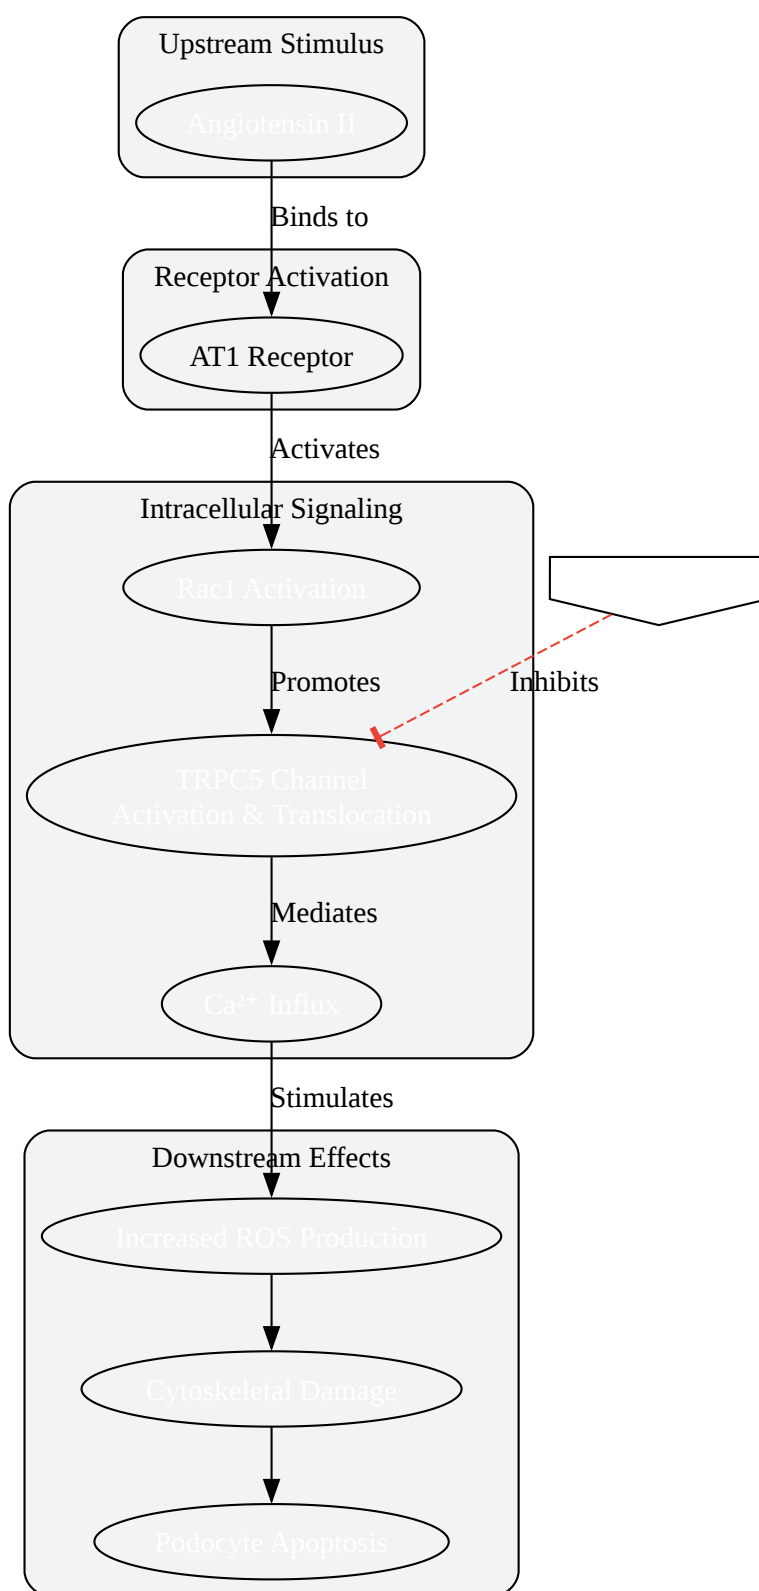 Upstream Stimulus
Angiotensin II
Binds to
Receptor Activation
AT1 Receptor
Activates
Intracellular Signaling
Rac1 Activation
Promotes
Inhibits
TRPC5 Channel
Activation & Translocation
Mediates
Ca²⁺ Influx
Stimulates
Downstream Effects
Increased ROS Production
Cytoskeletal Damage
Podocyte Apoptosis